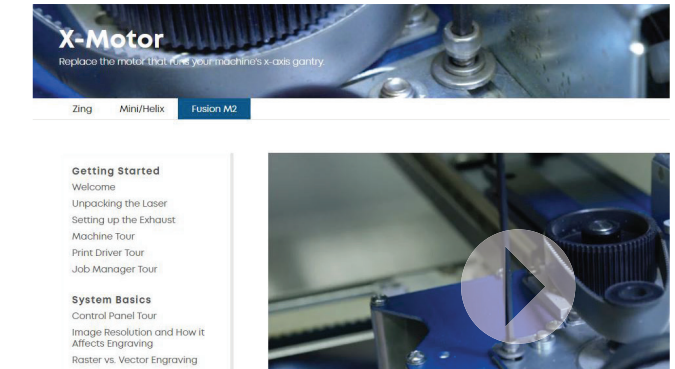 X-Motor
Replace the motor that runs your machine's x-axis gantry.
Zing Mini/Helix Fusion M2
Getting Started
Welcome
Unpacking the Laser
Setting up the Exhaust
Machine Tour
Print Driver Tour
Job Manager Tour
System Basics
Control Panel Tour
Image Resolution and How it
Affects Engraving
Raster vs. Vector Engraving